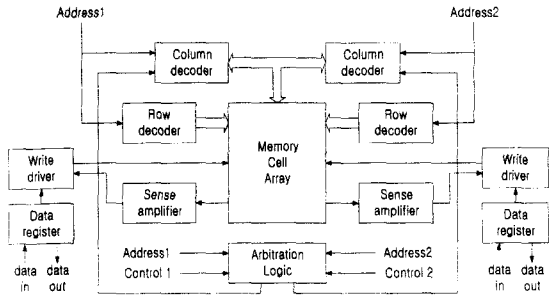 Address1
Address2
Column
decoder
Column
decoder
Row
decoder
Row
decoder
Memory
Cell
Array
Write
driver
Write
driver
Sense
amplifier
Sense
amplifier
Data
register
Data
register
Address1
Control 1
Arbitration
Logic
Address2
Control 2
data
in
data
out
data
in
data
out